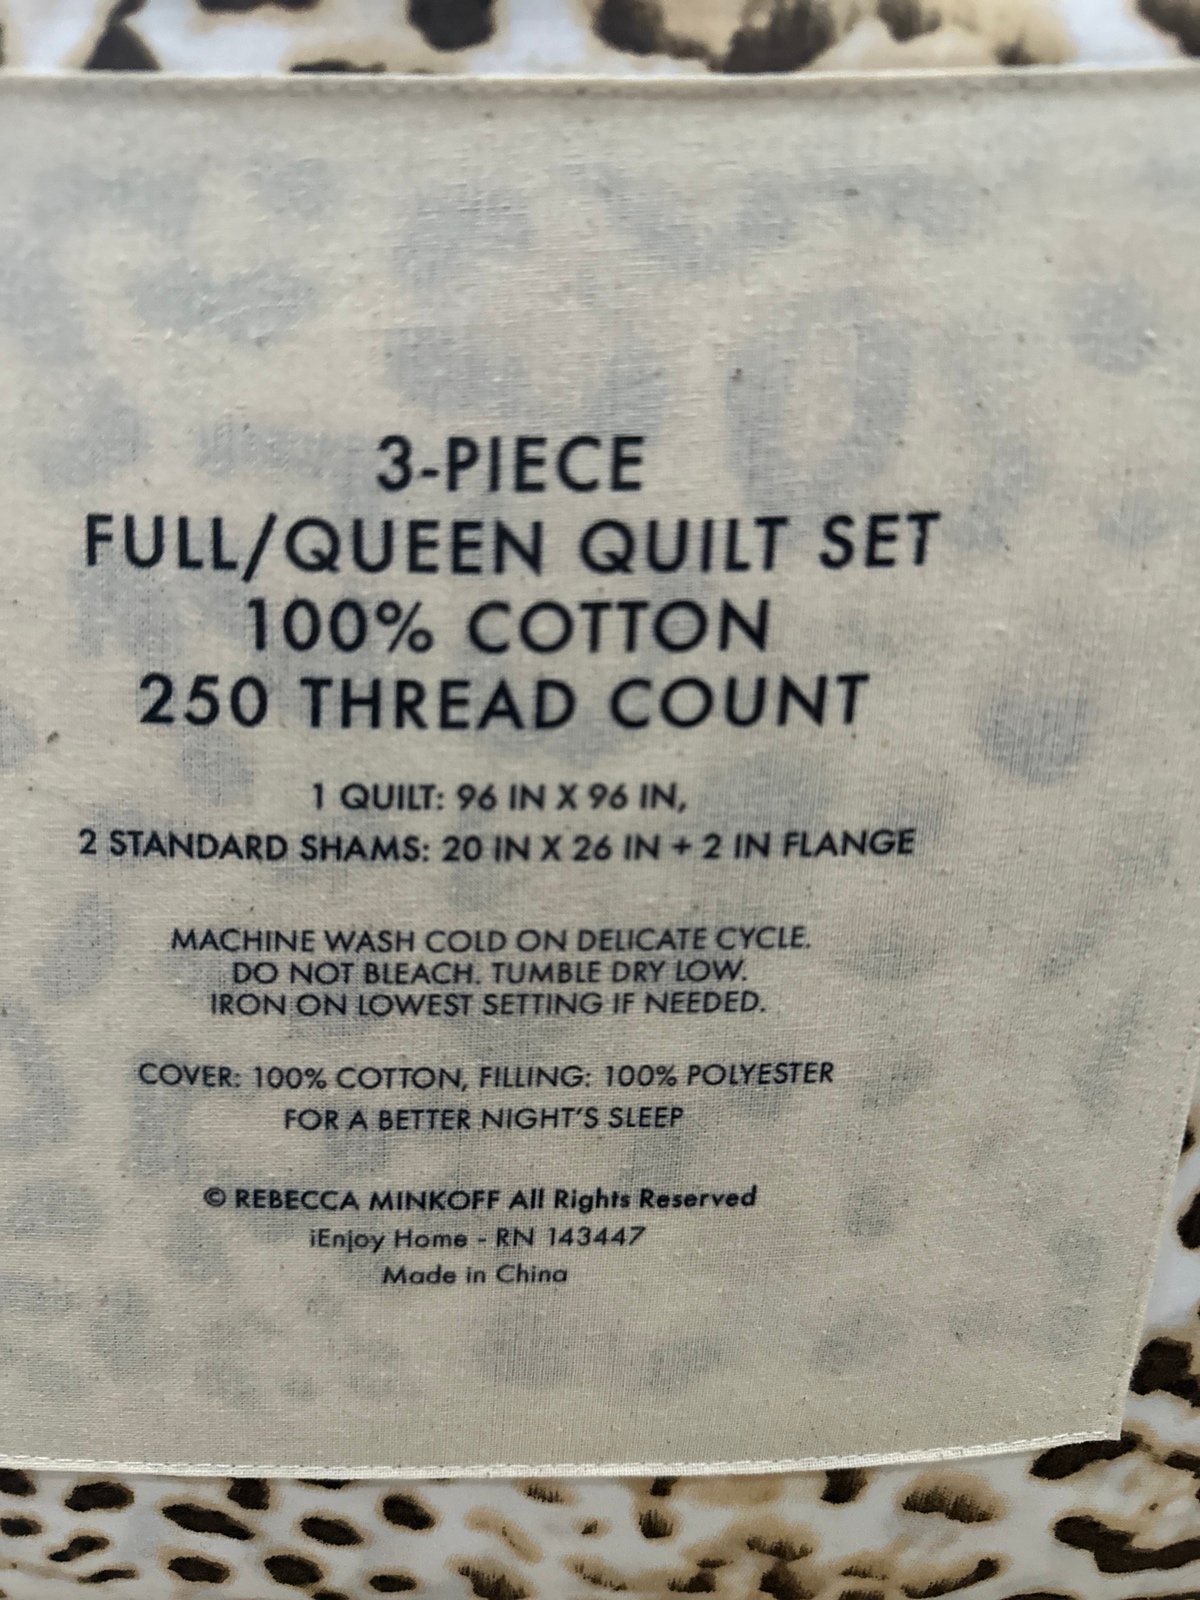 3-PIECE
FULL/QUEEN QUILT SET
100% COTTON
250 THREAD COUNT
1 QUILT: 96 IN X 96 IN,
2 STANDARD SHAMS: 20 IN X 26 IN + 2 IN FLANGE
MACHINE WASH COLD ON DELICATE CYCLE.
DO NOT BLEACH. TUMBLE DRY LOW.
IRON ON LOWEST SETTING IF NEEDED.
COVER: 100% COTTON, FILLING: 100% POLYESTER
FOR A BETTER NIGHT'S SLEEP
© REBECCA MINKOFF All Rights Reserved
iEnjoy Home - RN 143447
Made in China